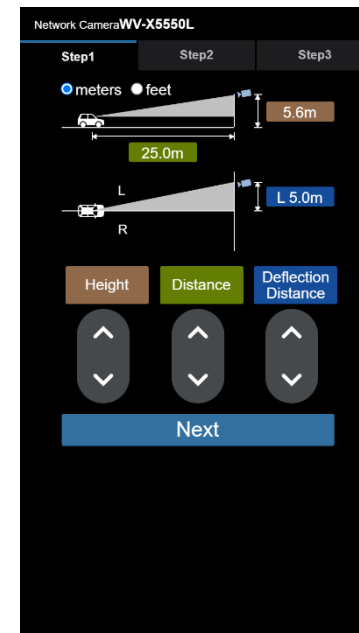 Network CameraWV-X5550L
Step1 Step2 Step3
meters feet
5.6m
25.0m
L
L 5.0m
R
Height Distance Deflection
Distance
Next